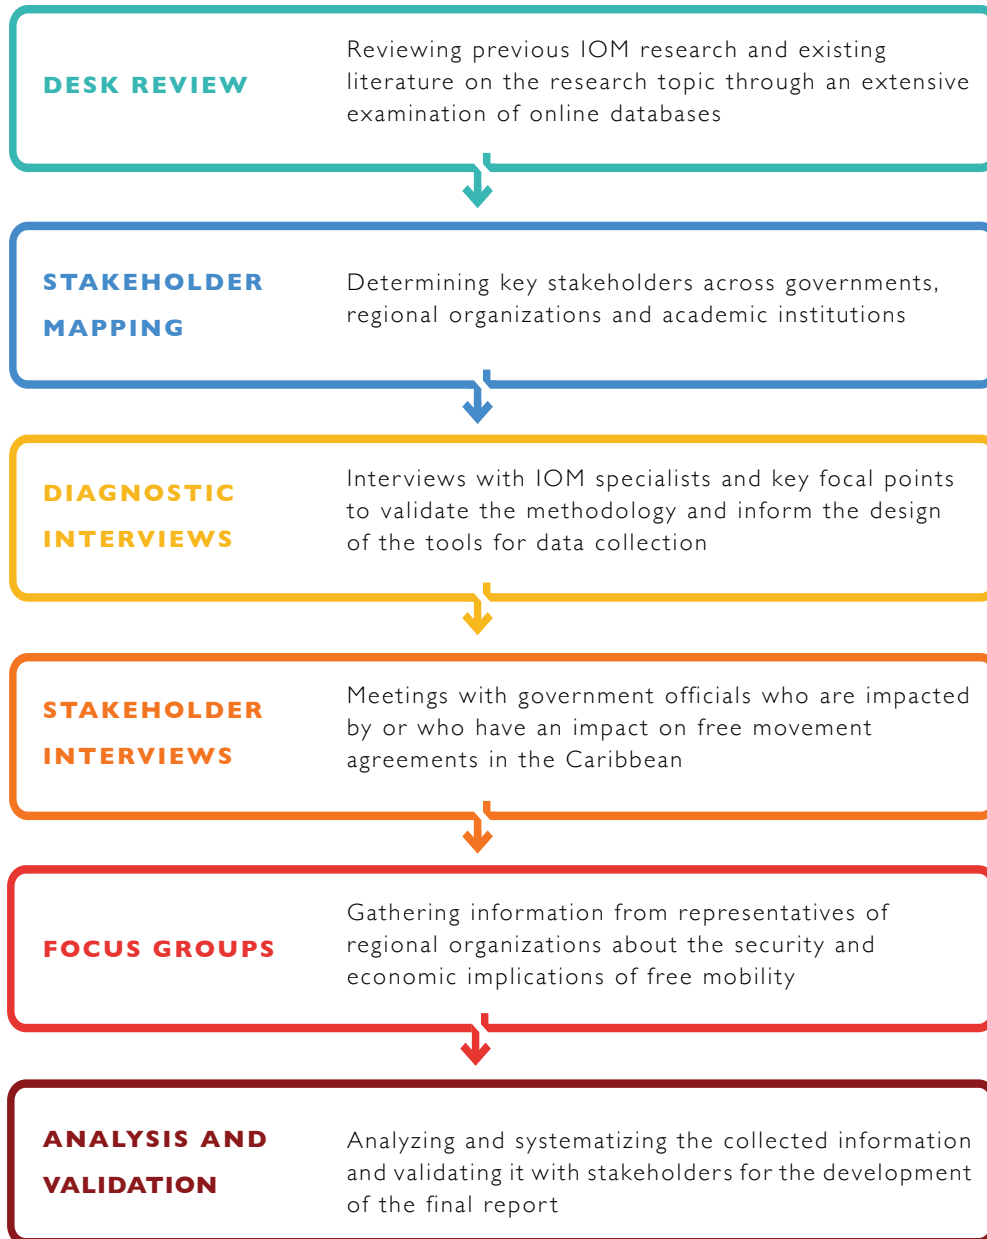 DESK REVIEW
Reviewing previous IOM research and existing
literature on the research topic through an extensive
examination of online databases
STAKEHOLDER
MAPPING
Determining key stakeholders across governments,
regional organizations and academic institutions
DIAGNOSTIC
INTERVIEWS
Interviews with IOM specialists and key focal points
to validate the methodology and inform the design
of the tools for data collection
STAKEHOLDER
INTERVIEWS
Meetings with government officials who are impacted
by or who have an impact on free movement
agreements in the Caribbean
FOCUS GROUPS
Gathering information from representatives of
regional organizations about the security and
economic implications of free mobility
ANALYSIS AND
VALIDATION
Analyzing and systematizing the collected information
and validating it with stakeholders for the development
of the final report